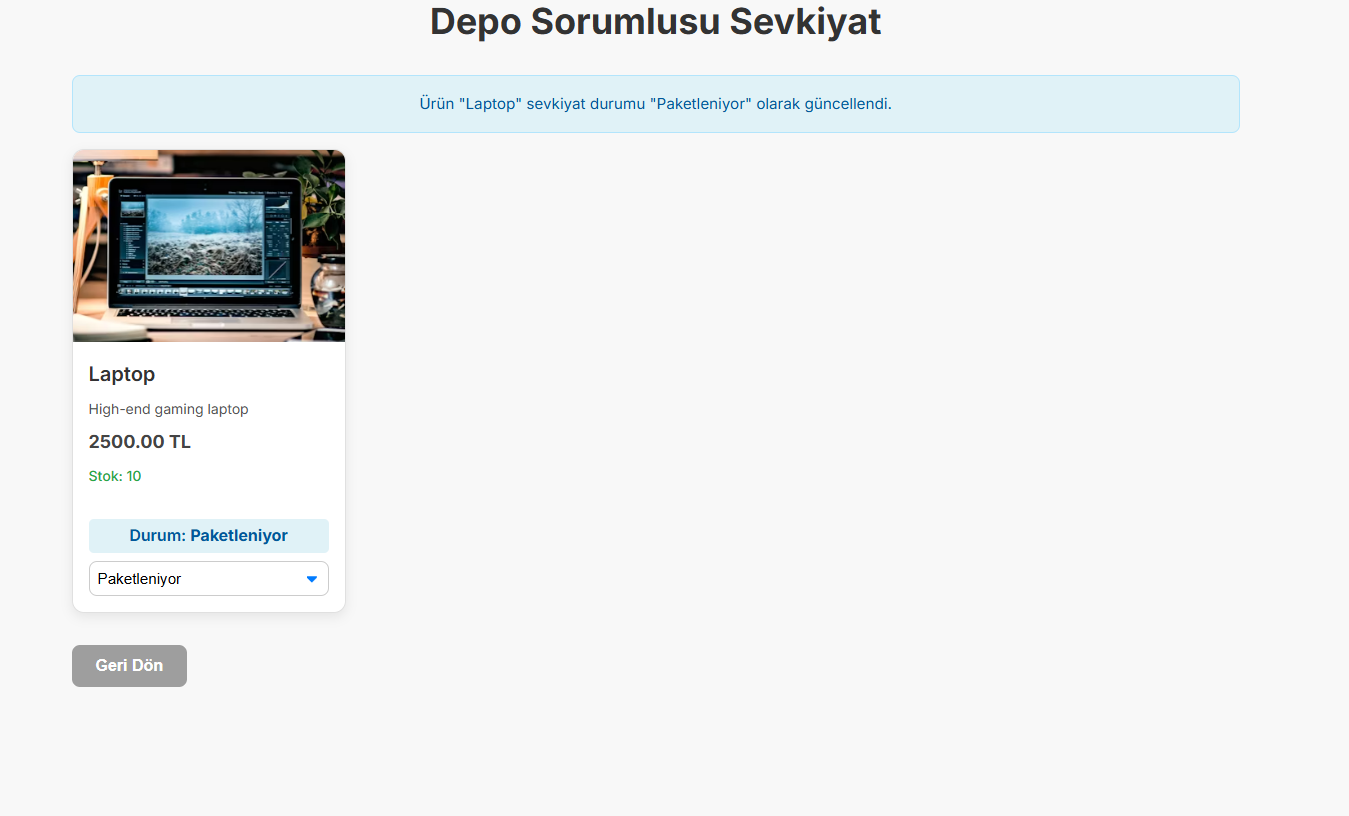 Depo Sorumlusu Sevkiyat
Ürün "Laptop" sevkiyat durumu "Paketleniyor" olarak güncellendi.
Laptop
High-end gaming laptop
2500.00 TL
Stok: 10
Durum: Paketleniyor
Paketleniyor
Geri Dön